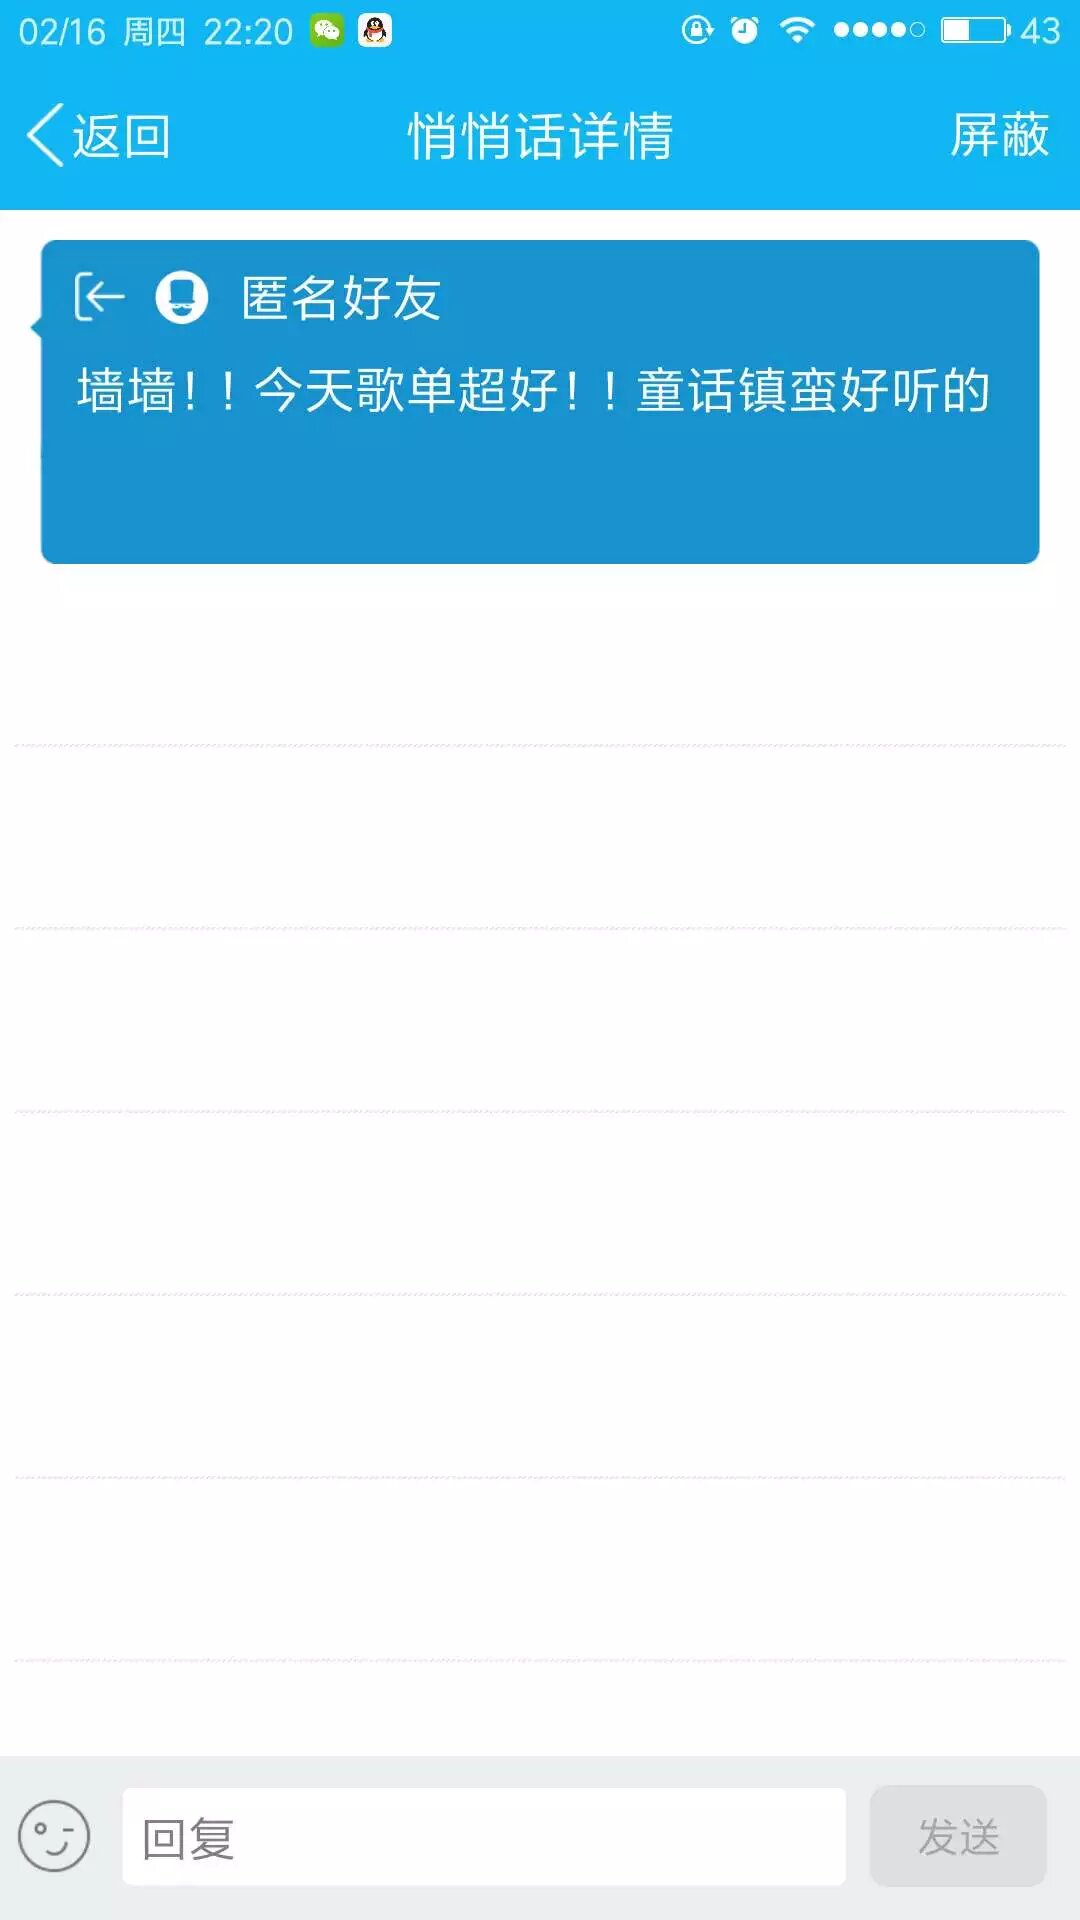 02/16 周四 22:20 43
返回 悄悄话详情 屏蔽
匿名好友
墙墙！！今天歌单超好！！童话镇蛮好听的
回复 发送